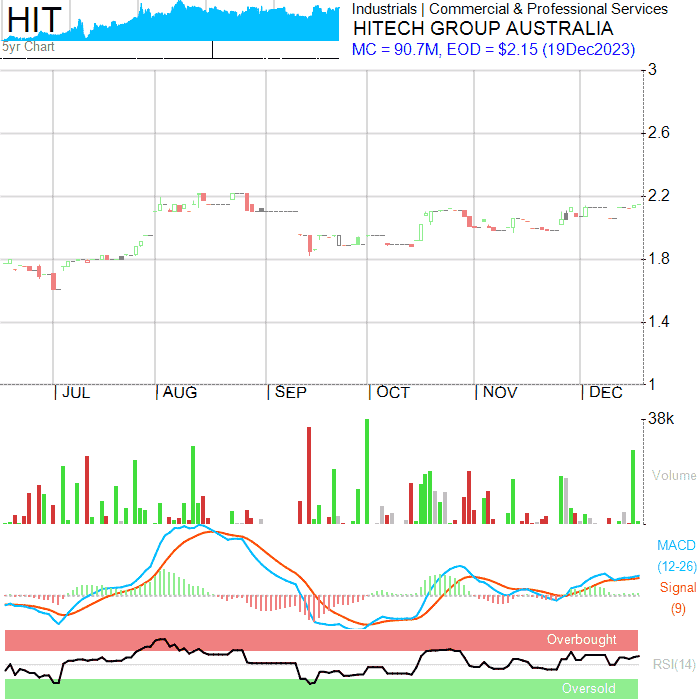 HIT
5yr Chart
Industrials | Commercial & Professional Services
HITECH GROUP AUSTRALIA
MC = 90.7M, EOD = $2.15 (19Dec2023)
3
2.6
2.2
1.8
1.4
1
JUL AUG SEP OCT NOV DEC
38k
Volume
MACD
(12-26)
Signal
(9)
Overbought
RSI(14)
Oversold